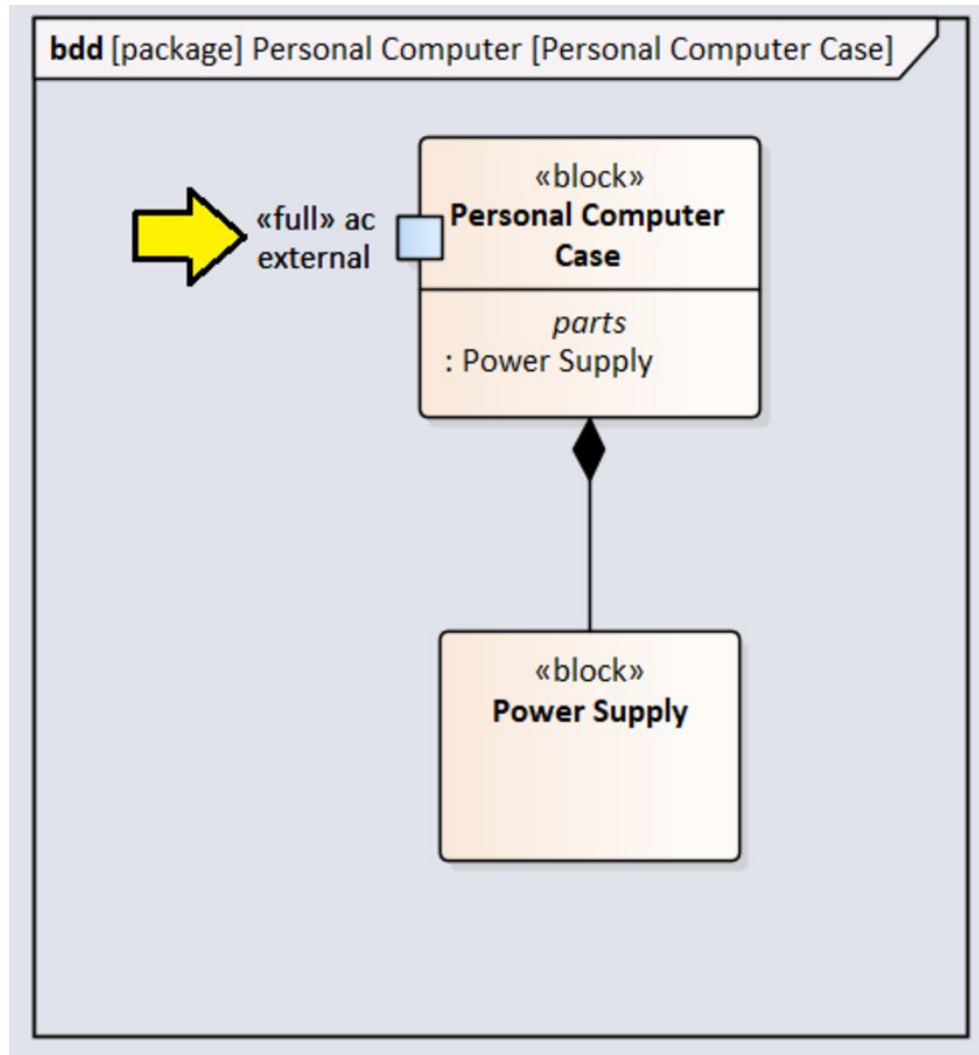 bdd [package] Personal Computer [Personal Computer Case]
«block»
Personal Computer
Case
«full» ac
external
parts
: Power Supply
«block»
Power Supply